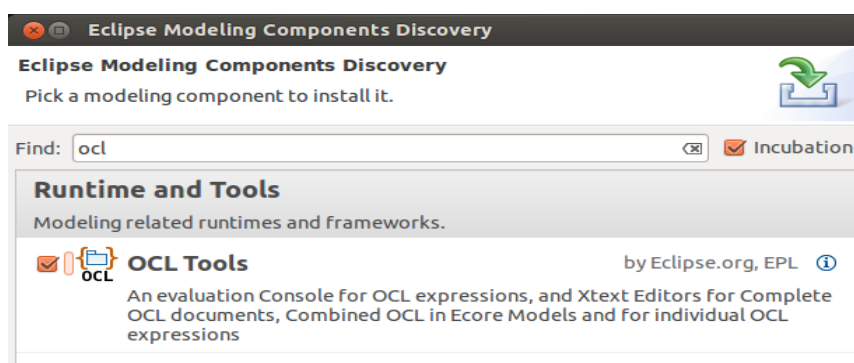 Eclipse Modeling Components Discovery
Eclipse Modeling Components Discovery
Pick a modeling component to install it.
Find: ocl Incubation
Runtime and Tools
Modeling related runtimes and frameworks.
OCL OCL Tools by Eclipse.org, EPL
An evaluation Console for OCL expressions, and Xtext Editors for Complete
OCL documents, Combined OCL in Ecore Models and for individual OCL
expressions